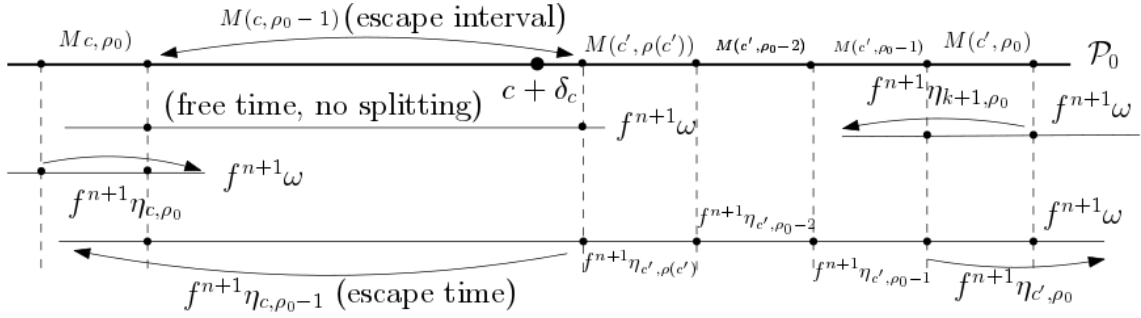 M(c, ρ₀ − 1) (escape interval)
Mc, ρ₀)
M(c′, ρ(c′))
M(c′, ρ₀−2)
M(c′, ρ₀−1)
M(c′, ρ₀)
𝒫₀
c + δ_c
f^{n+1}η_{k+1,ρ₀}
(free time, no splitting)
f^{n+1}ω
f^{n+1}ω
f^{n+1}ω
f^{n+1}η_{c,ρ₀}
f^{n+1}η_{c′,ρ₀−2}
f^{n+1}ω
f^{n+1}η_{c,ρ₀−1} (escape time)
f^{n+1}η_{c′,ρ(c′)}
f^{n+1}η_{c′,ρ₀−1}
f^{n+1}η_{c′,ρ₀}